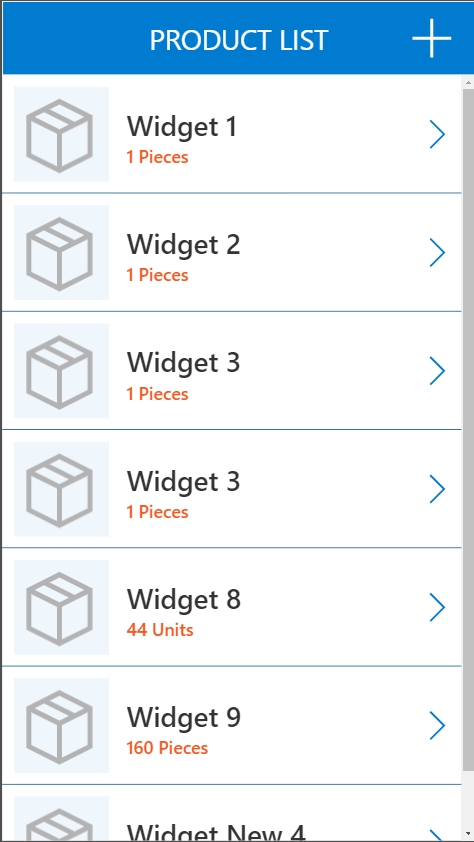 PRODUCT LIST
Widget 1
1 Pieces
Widget 2
1 Pieces
Widget 3
1 Pieces
Widget 3
1 Pieces
Widget 8
44 Units
Widget 9
160 Pieces
Widget New 4